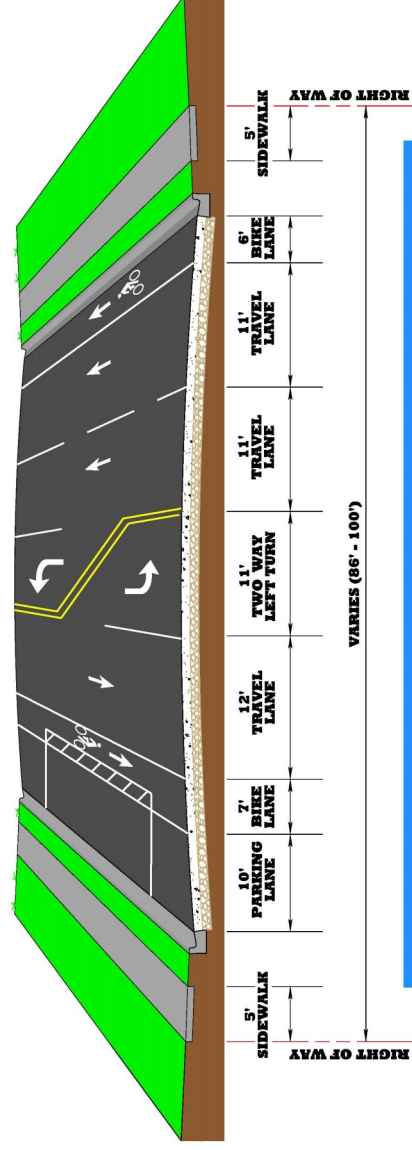 RIGHT OF WAY
5'
SIDEWALK
10'
PARKING
LANE
7'
BIKE
LANE
12'
TRAVEL
LANE
11'
TWO WAY
LEFT TURN
11'
TRAVEL
LANE
11'
TRAVEL
LANE
6'
BIKE
LANE
5'
SIDEWALK
RIGHT OF WAY
VARIES (86' - 100')